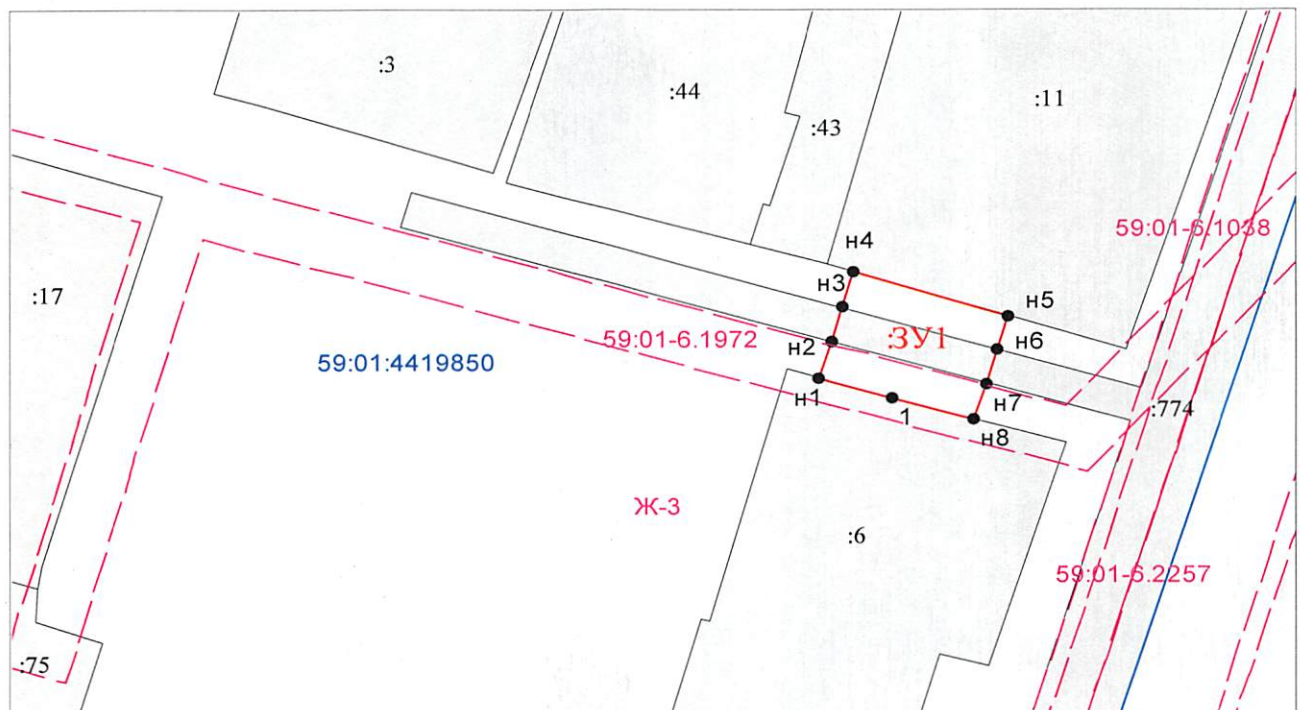 :3
:44
:11
:43
59:01-6.1038
н4
:17
н3
н5
59:01-6.1972
:ЗУ1
н2
н6
59:01:4419850
н1
н7
1
:774
н8
Ж-3
:6
59:01-6.2257
:75